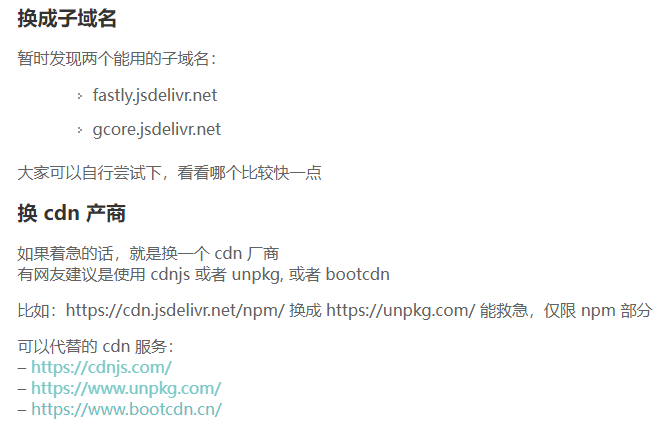 换成子域名
暂时发现两个能用的子域名：
fastly.jsdelivr.net
gcore.jsdelivr.net
大家可以自行尝试下，看看哪个比较快一点
换 cdn 产商
如果着急的话，就是换一个 cdn 厂商
有网友建议是使用 cdnjs 或者 unpkg, 或者 bootcdn
比如：https://cdn.jsdelivr.net/npm/ 换成 https://unpkg.com/ 能救急，仅限 npm 部分
可以代替的 cdn 服务：
– https://cdnjs.com/
– https://www.unpkg.com/
– https://www.bootcdn.cn/